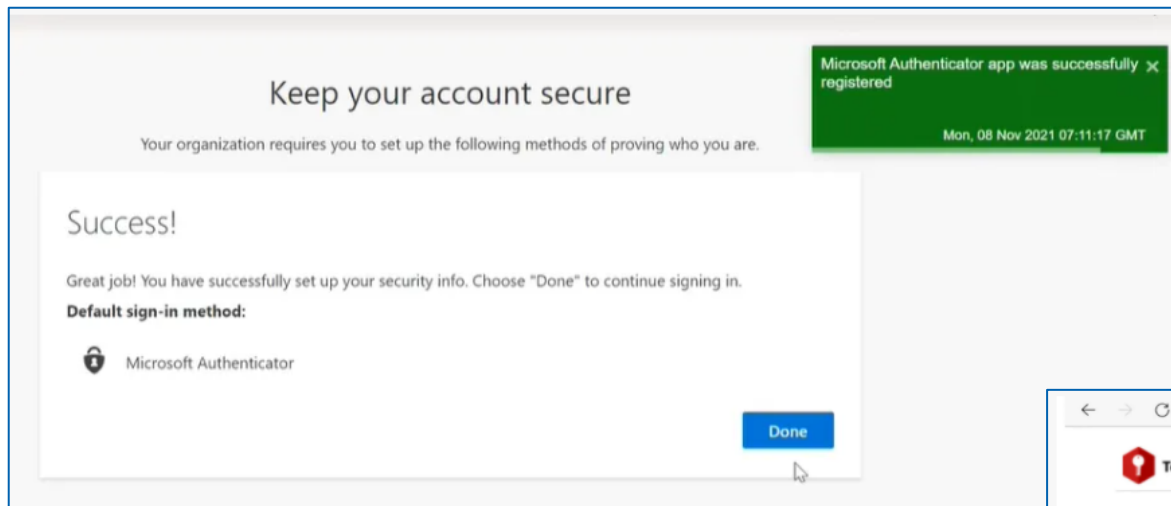 Keep your account secure
Your organization requires you to set up the following methods of proving who you are.
Microsoft Authenticator app was successfully
registered
Mon, 08 Nov 2021 07:11:17 GMT
Success!
Great job! You have successfully set up your security info. Choose "Done" to continue signing in.
Default sign-in method:
Microsoft Authenticator
Done